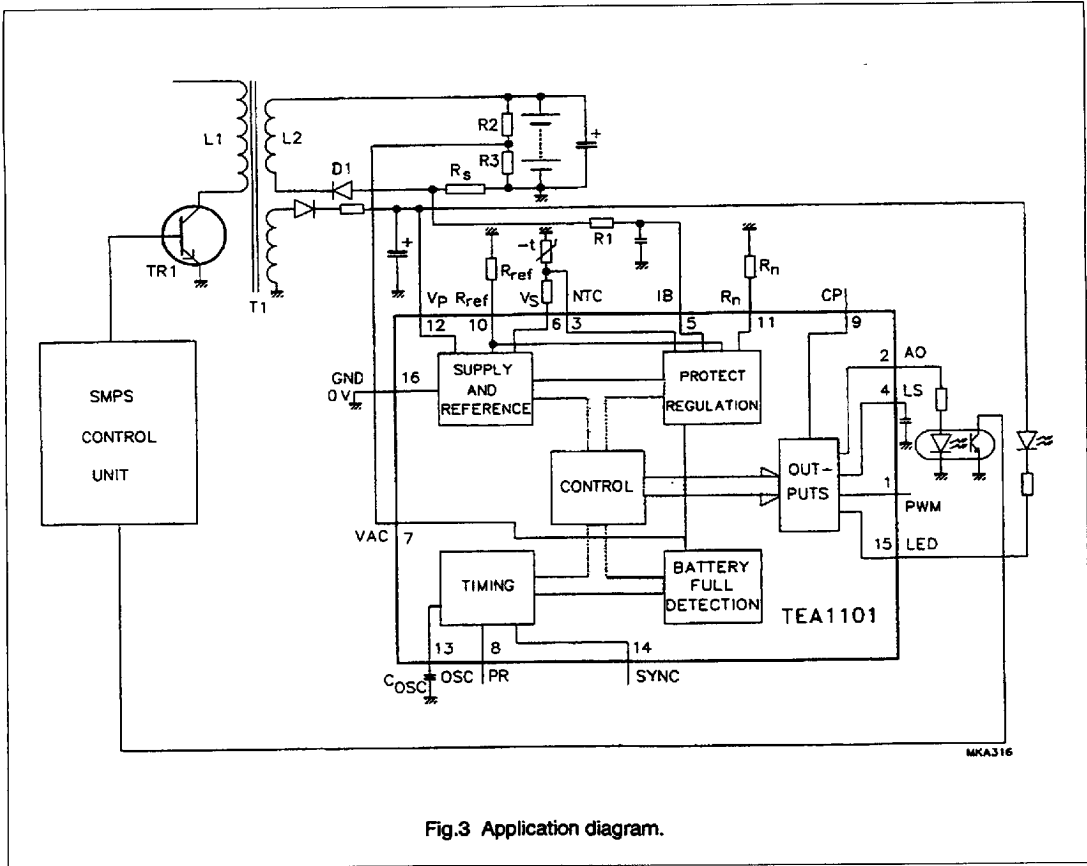 L1
L2
R2
R3
D1
Rs
R1
TR1
T1
-t
Rref
Rn
VP
Rref
VS
NTC
IB
Rn
CP
12
10
6
3
5
11
9
GND
0 V
16
SUPPLY
AND
REFERENCE
PROTECT
REGULATION
2
AO
4
LS
SMPS
CONTROL
UNIT
CONTROL
OUT-
PUTS
1
PWM
15
LED
VAC
7
TIMING
BATTERY
FULL
DETECTION
TEA1101
13
8
14
COSC
OSC
PR
SYNC
MKA316
Fig.3 Application diagram.